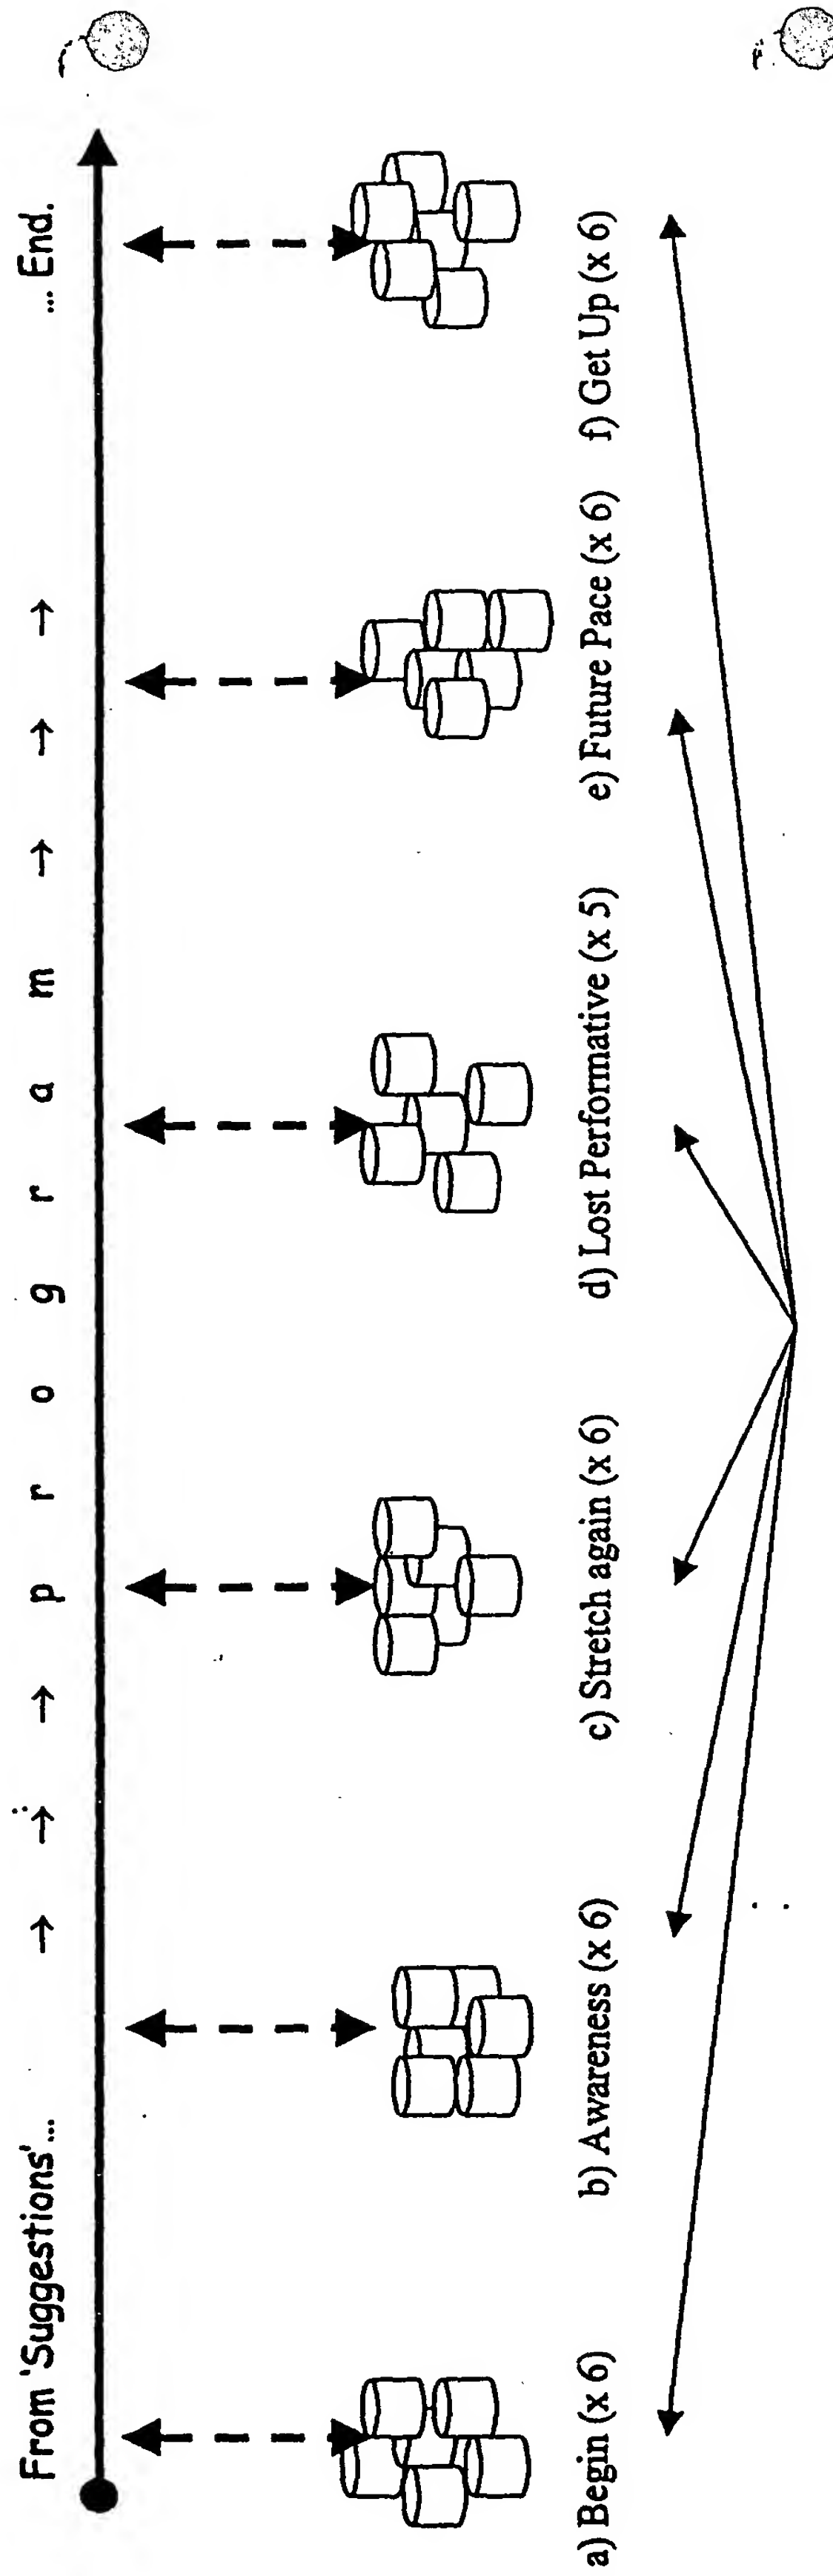 From 'Suggestions'... → → → p r o g r a m → → → ... End.
a) Begin (x 6) b) Awareness (x 6) c) Stretch again (x 6) d) Lost Performative (x 5) e) Future Pace (x 6) f) Get Up (x 6)